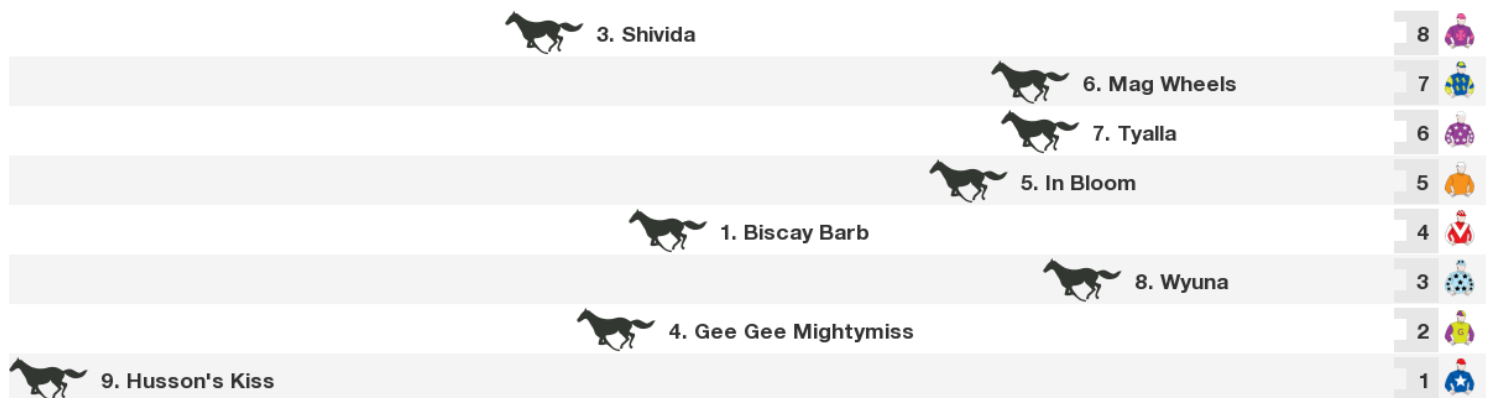 3. Shivida 8
6. Mag Wheels 7
7. Tyalla 6
5. In Bloom 5
1. Biscay Barb 4
8. Wyuna 3
4. Gee Gee Mightymiss 2
G
9. Husson's Kiss 1